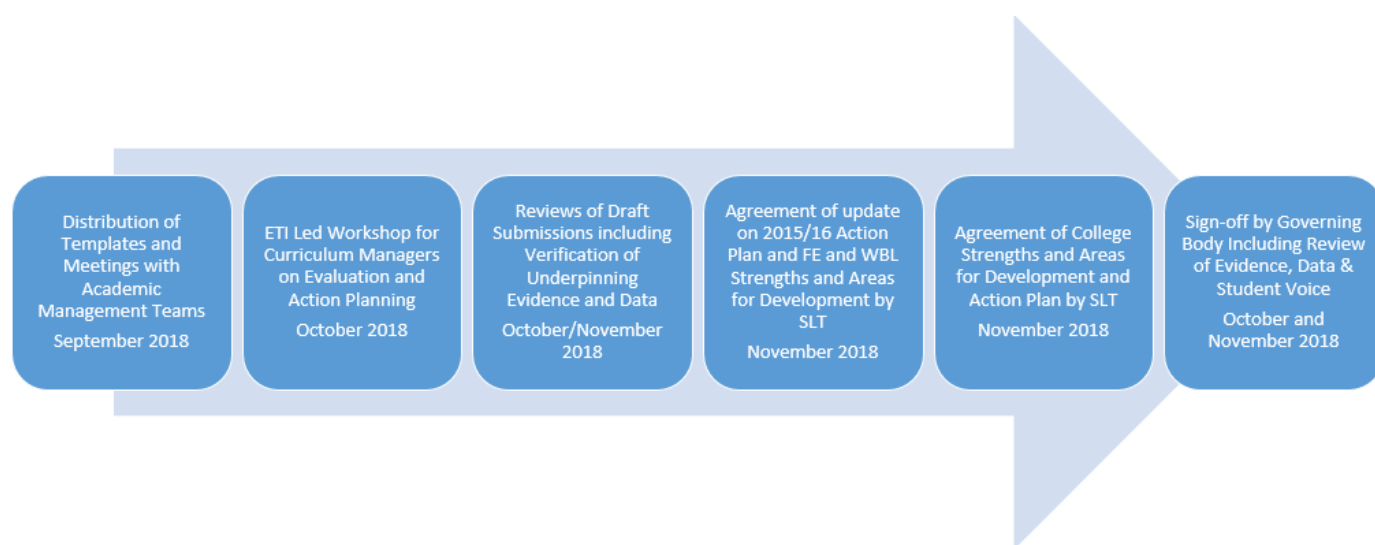 Distribution of
Templates and
Meetings with
Academic
Management Teams
September 2018
ETI Led Workshop for
Curriculum Managers
on Evaluation and
Action Planning
October 2018
Reviews of Draft
Submissions including
Verification of
Underpinning
Evidence and Data
October/November
2018
Agreement of update
on 2015/16 Action
Plan and FE and WBL
Strengths and Areas
for Development by
SLT
November 2018
Agreement of College
Strengths and Areas
for Development and
Action Plan by SLT
November 2018
Sign-off by Governing
Body Including Review
of Evidence, Data &
Student Voice
October and
November 2018